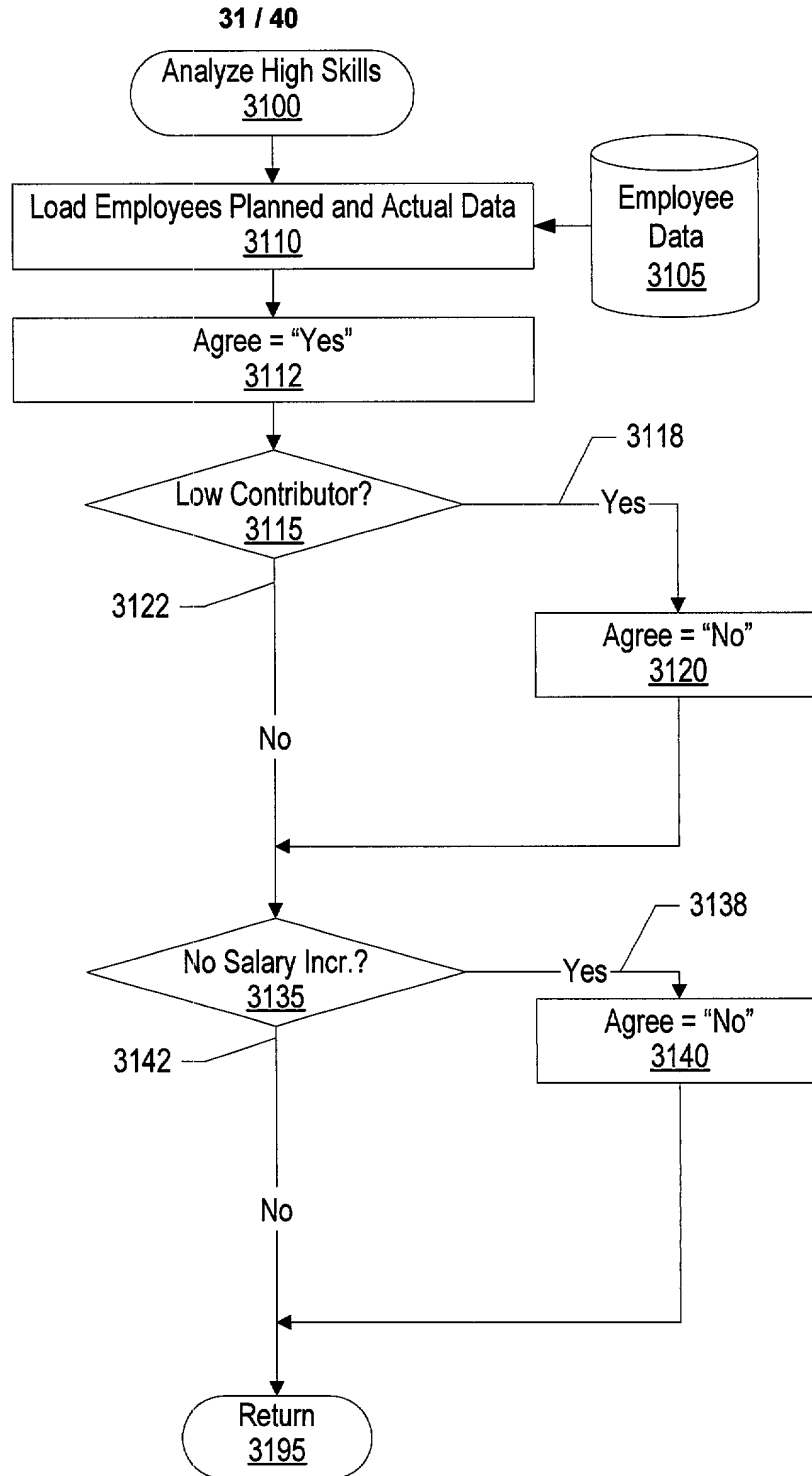 31 / 40
Analyze High Skills
3100
Load Employees Planned and Actual Data
3110
Employee
Data
3105
Agree = “Yes”
3112
3118
Low Contributor?
3115
Yes
3122
Agree = “No”
3120
No
3138
No Salary Incr.?
3135
Yes
3142
Agree = “No”
3140
No
Return
3195